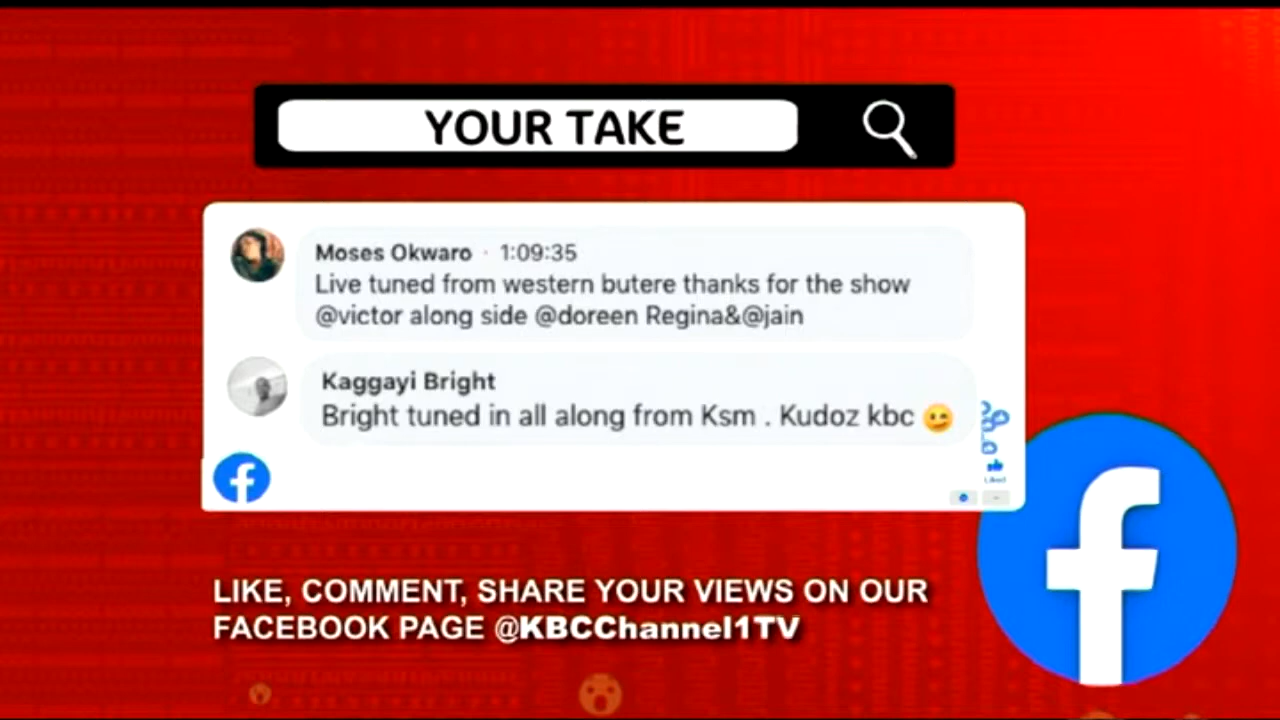 YOUR TAKE
Moses Okwaro · 1:09:35
Live tuned from western butere thanks for the show
@victor along side @doreen Regina&@jain
Kaggayi Bright
Bright tuned in all along from Ksm . Kudoz kbc 😉
Liked
LIKE, COMMENT, SHARE YOUR VIEWS ON OUR
FACEBOOK PAGE @KBCChannel1TV